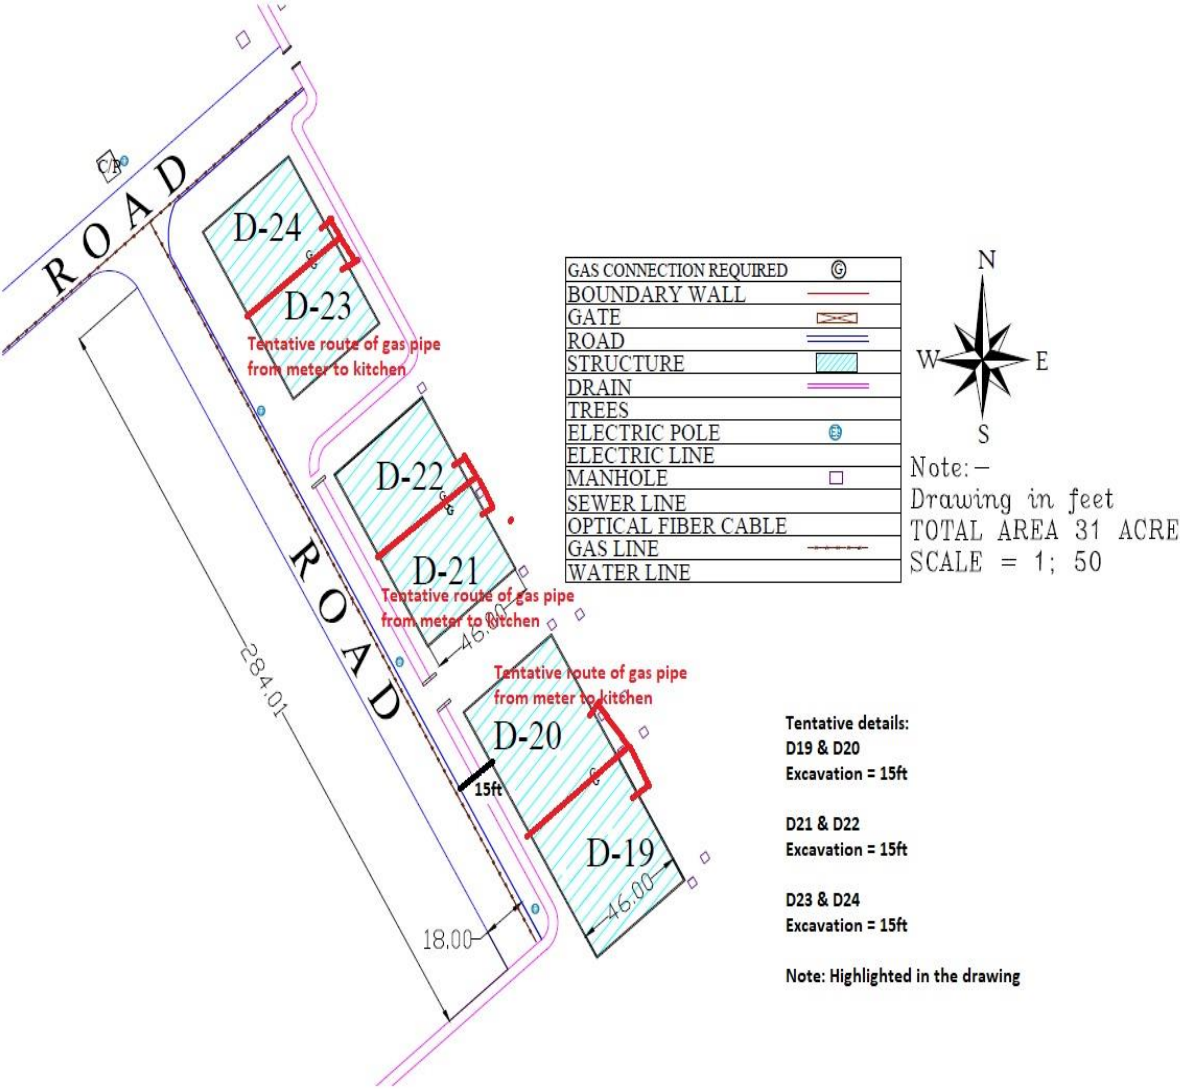 C/P
ROAD
D-24
G
G
D-23
Tentative route of gas pipe
from meter to kitchen
D-22
G
G
D-21
Tentative route of gas pipe
from meter to kitchen
46.00
ROAD
284.01
Tentative route of gas pipe
from meter to kitchen
D-20
G
15ft
D-19
46.00
18.00
GAS CONNECTION REQUIRED G
BOUNDARY WALL
GATE
ROAD
STRUCTURE
DRAIN
TREES
ELECTRIC POLE
ELECTRIC LINE
MANHOLE
SEWER LINE
OPTICAL FIBER CABLE
GAS LINE
WATER LINE
N
W E
S
Note:-
Drawing in feet
TOTAL AREA 31 ACRE
SCALE = 1; 50
Tentative details:
D19 & D20
Excavation = 15ft
D21 & D22
Excavation = 15ft
D23 & D24
Excavation = 15ft
Note: Highlighted in the drawing